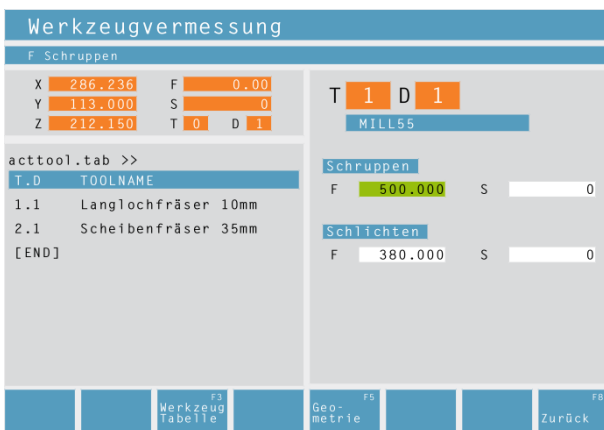 Werkzeugvermessung
F Schruppen
X 286.236 F 0.00
Y 113.000 S 0
Z 212.150 T 0 D 1
acttool.tab >>
T.D TOOLNAME
1.1 Langlochfräser 10mm
2.1 Scheibenfräser 35mm
[END]
T 1 D 1
MILL55
Schruppen
F 500.000 S 0
Schlichten
F 380.000 S 0
F3
Werkzeug
Tabelle
F5
Geo-
metrie
F8
Zurück